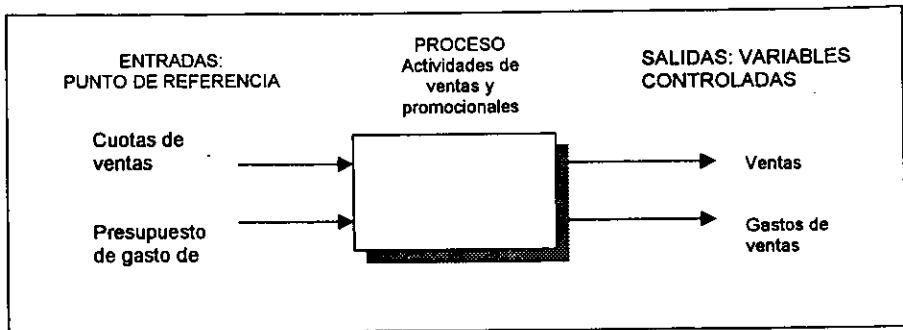 ENTRADAS:
PUNTO DE REFERENCIA
PROCESO
Actividades de
ventas y
promocionales
SALIDAS: VARIABLES
CONTROLADAS
Cuotas de
ventas
Presupuesto
de gasto de
Ventas
Gastos de
ventas